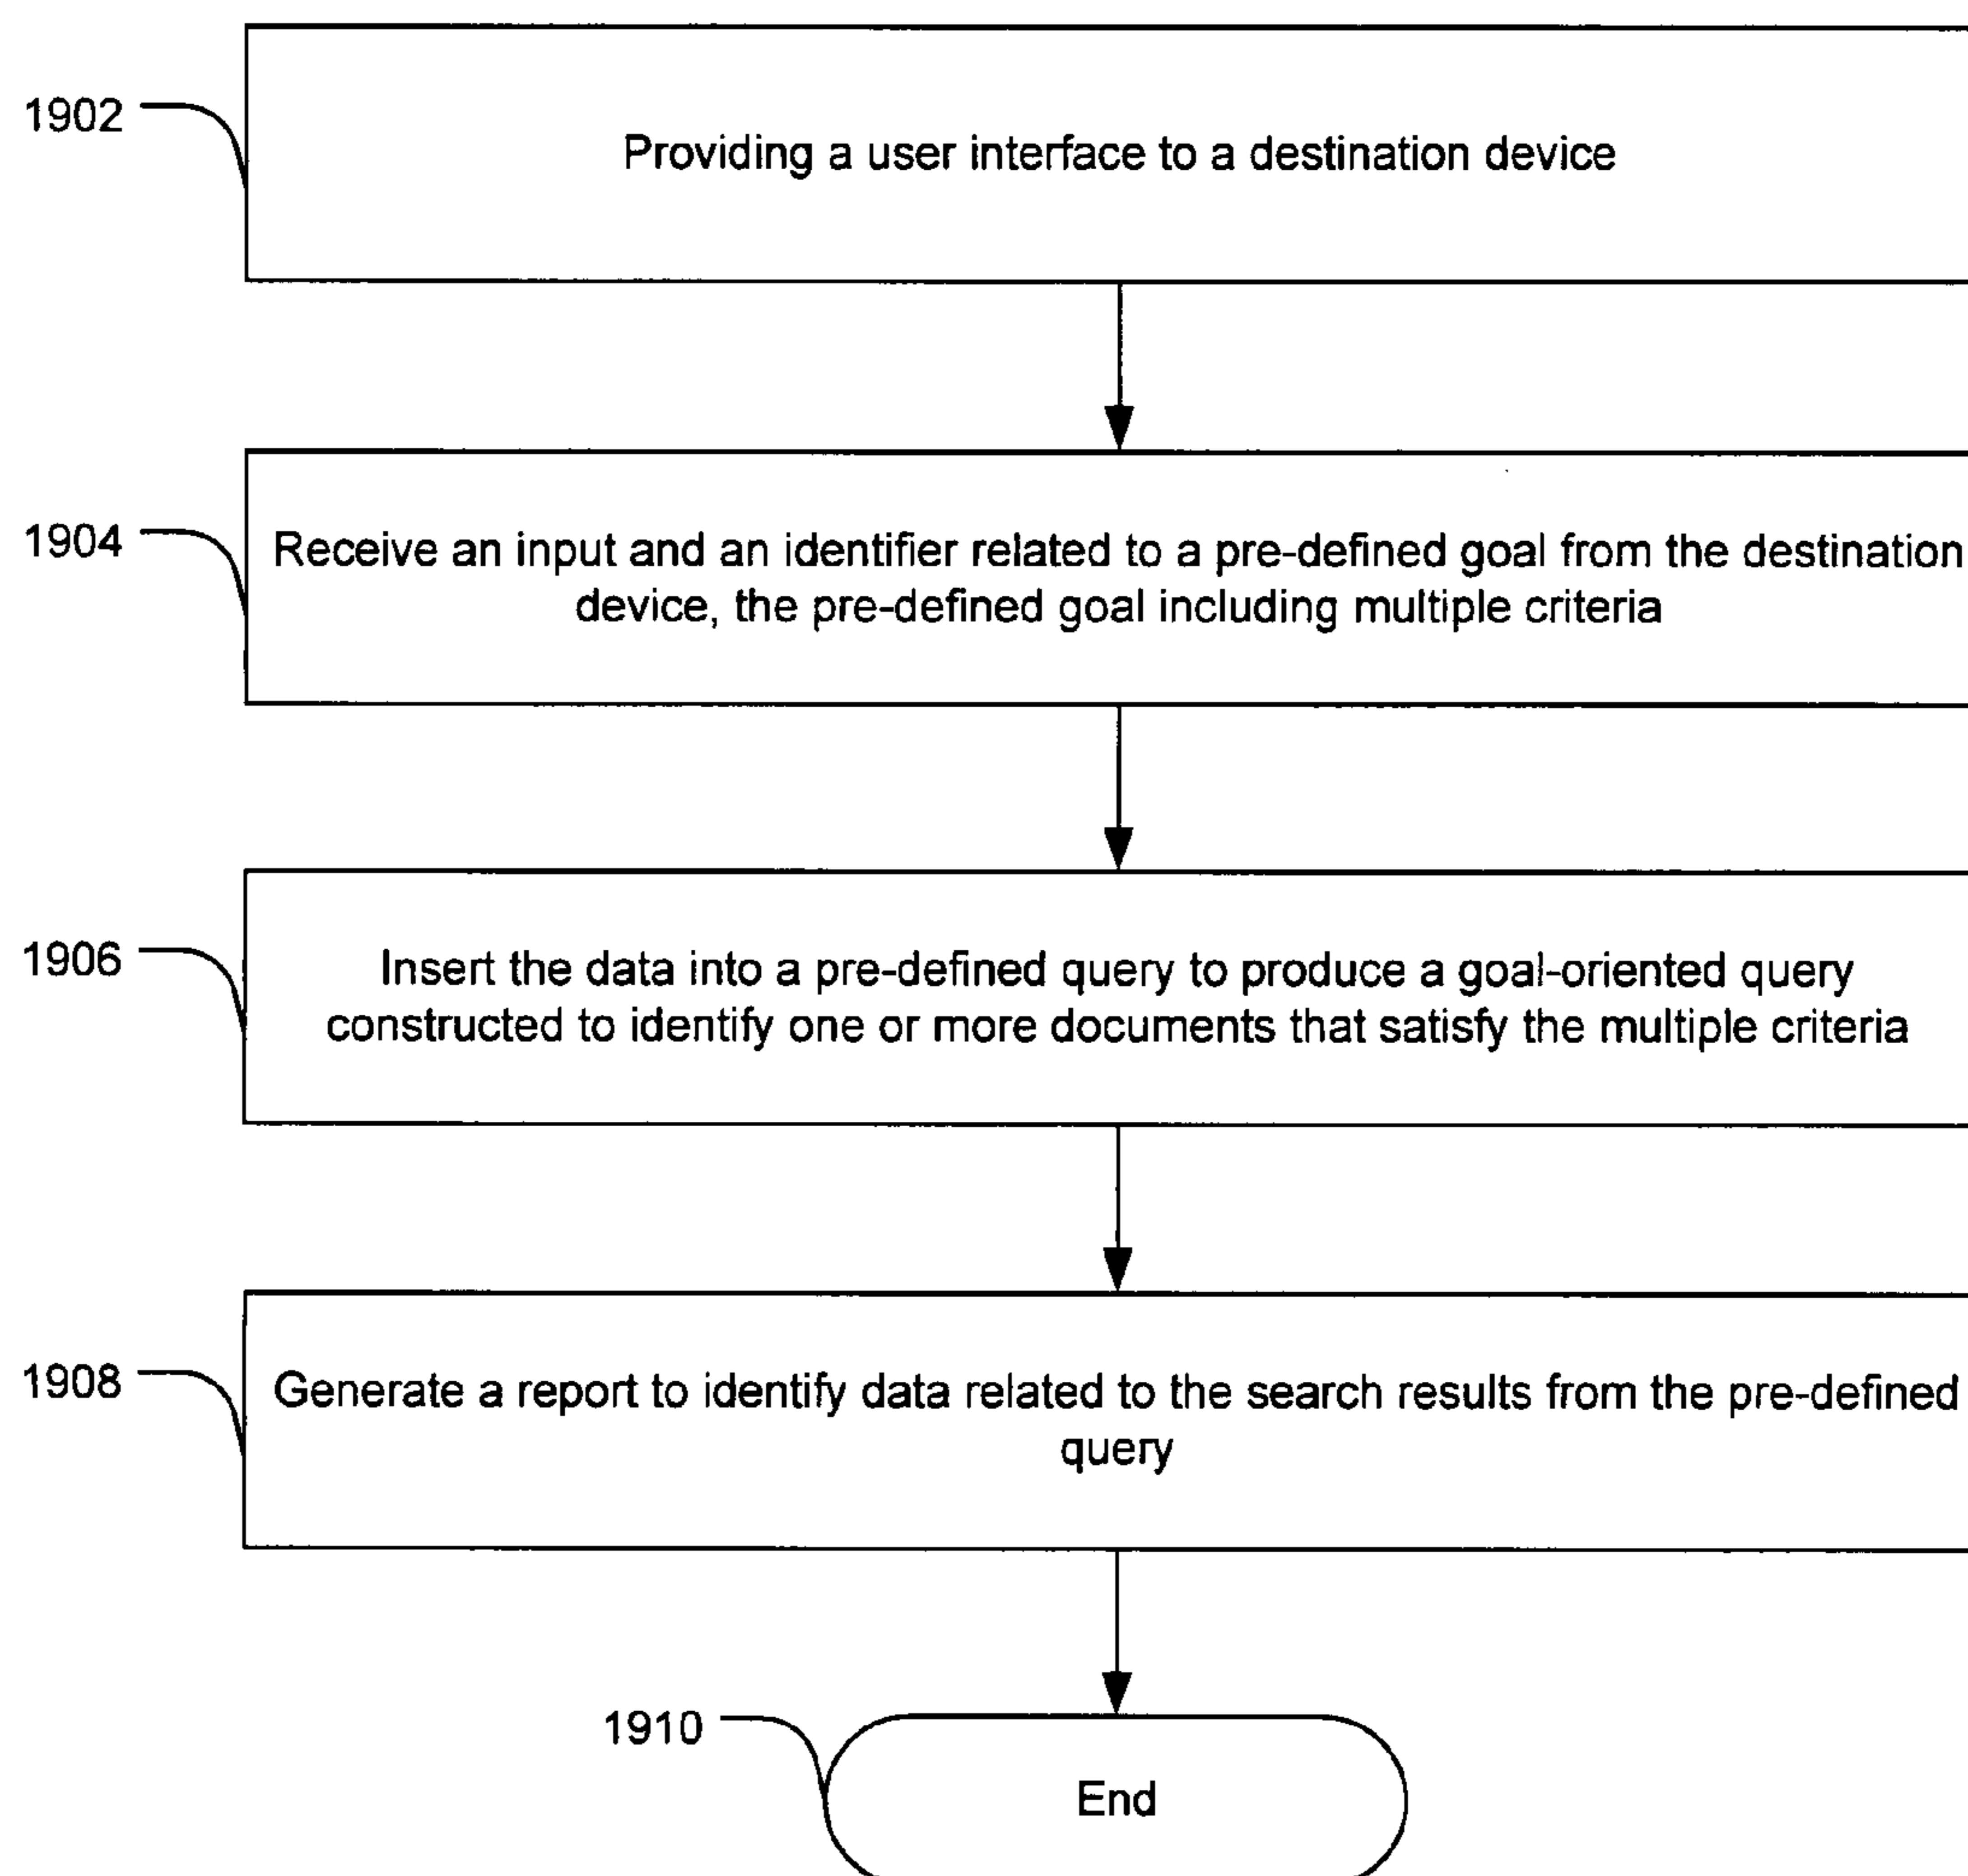 1902
Providing a user interface to a destination device
1904
Receive an input and an identifier related to a pre-defined goal from the destination
device, the pre-defined goal including multiple criteria
1906
Insert the data into a pre-defined query to produce a goal-oriented query
constructed to identify one or more documents that satisfy the multiple criteria
1908
Generate a report to identify data related to the search results from the pre-defined
query
1910
End